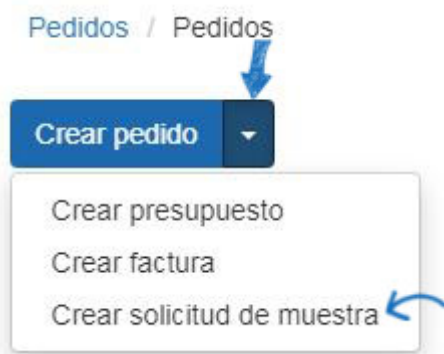 Pedidos / Pedidos
Crear pedido
Crear presupuesto
Crear factura
Crear solicitud de muestra